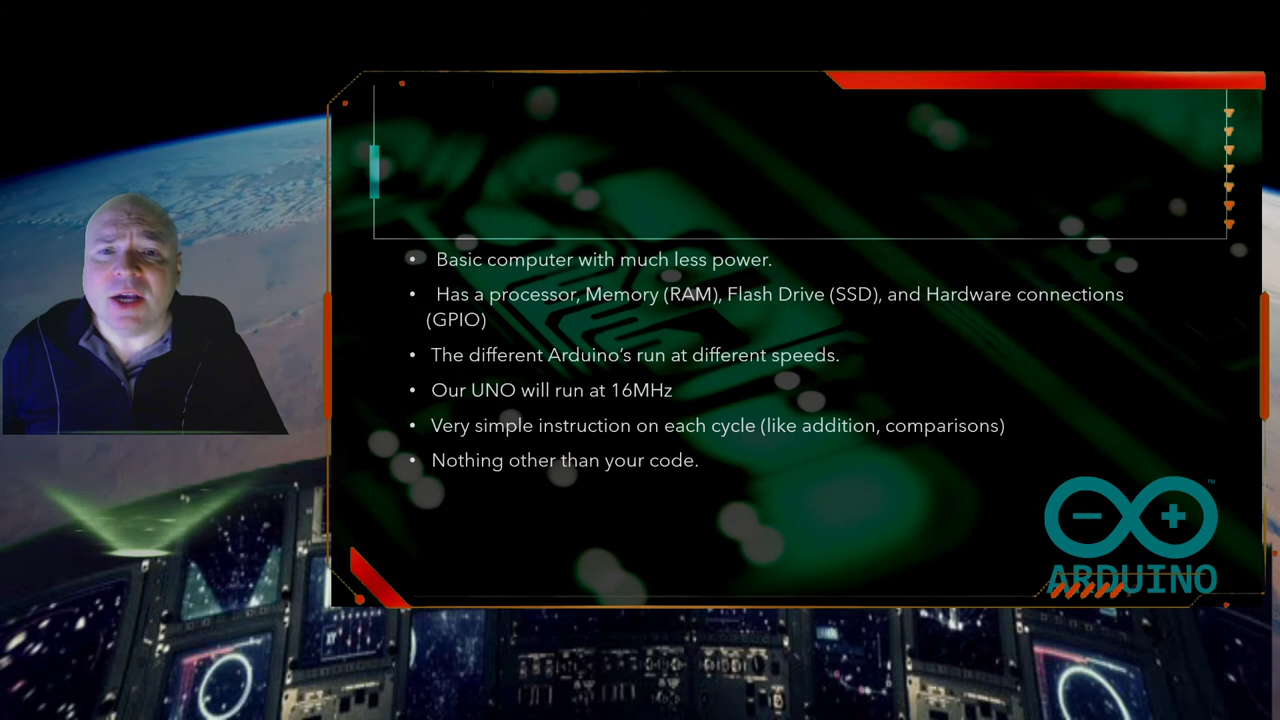 • Basic computer with much less power.
• Has a processor, Memory (RAM), Flash Drive (SSD), and Hardware connections
(GPIO)
• The different Arduino’s run at different speeds.
• Our UNO will run at 16MHz
• Very simple instruction on each cycle (like addition, comparisons)
• Nothing other than your code.
TM
ARDUINO